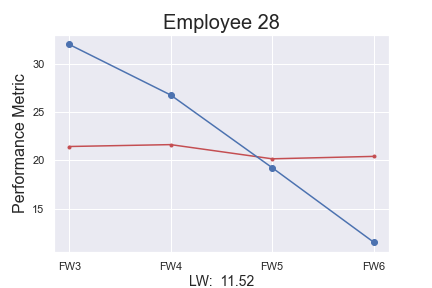 Employee 28
Performance Metric
30
25
20
15
FW3 FW4 FW5 FW6
LW: 11.52